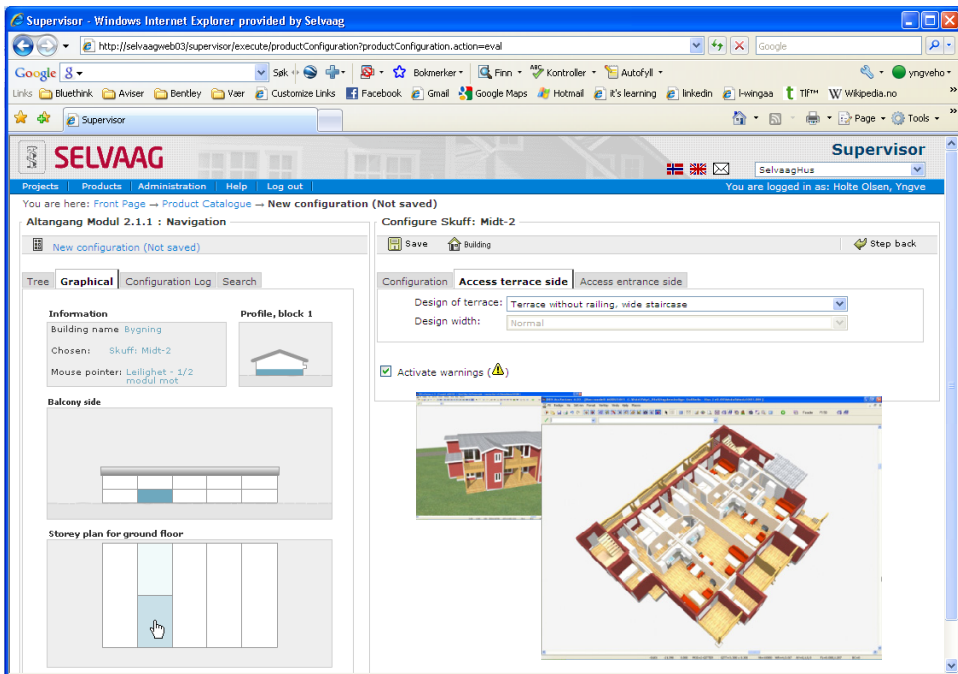 Supervisor - Windows Internet Explorer provided by Selvaag
http://selvaagweb03/supervisor/execute/productConfiguration?productConfiguration.action=eval
Google
Google Søk Bokmerker Finn ABC Kontroller Autofyll yngveho
Links Bluethink Aviser Bentley Vær Customize Links Facebook Gmail Google Maps Hotmail it's learning linkedin l-wingaa Tlf™ Wikipedia.no »
Supervisor Page Tools »
SELVAAG
Supervisor
SelvaagHus
Projects Products Administration Help Log out You are logged in as: Holte Olsen, Yngve
You are here: Front Page → Product Catalogue → New configuration (Not saved)
Altangang Modul 2.1.1 : Navigation
New configuration (Not saved)
Tree Graphical Configuration Log Search
Information
Building name Bygning
Chosen: Skuff: Midt-2
Mouse pointer: Leilighet - 1/2
modul mot
Profile, block 1
Balcony side
Storey plan for ground floor
Configure Skuff: Midt-2
Save Building Step back
Configuration Access terrace side Access entrance side
Design of terrace: Terrace without railing, wide staircase
Design width: Normal
Activate warnings ( )